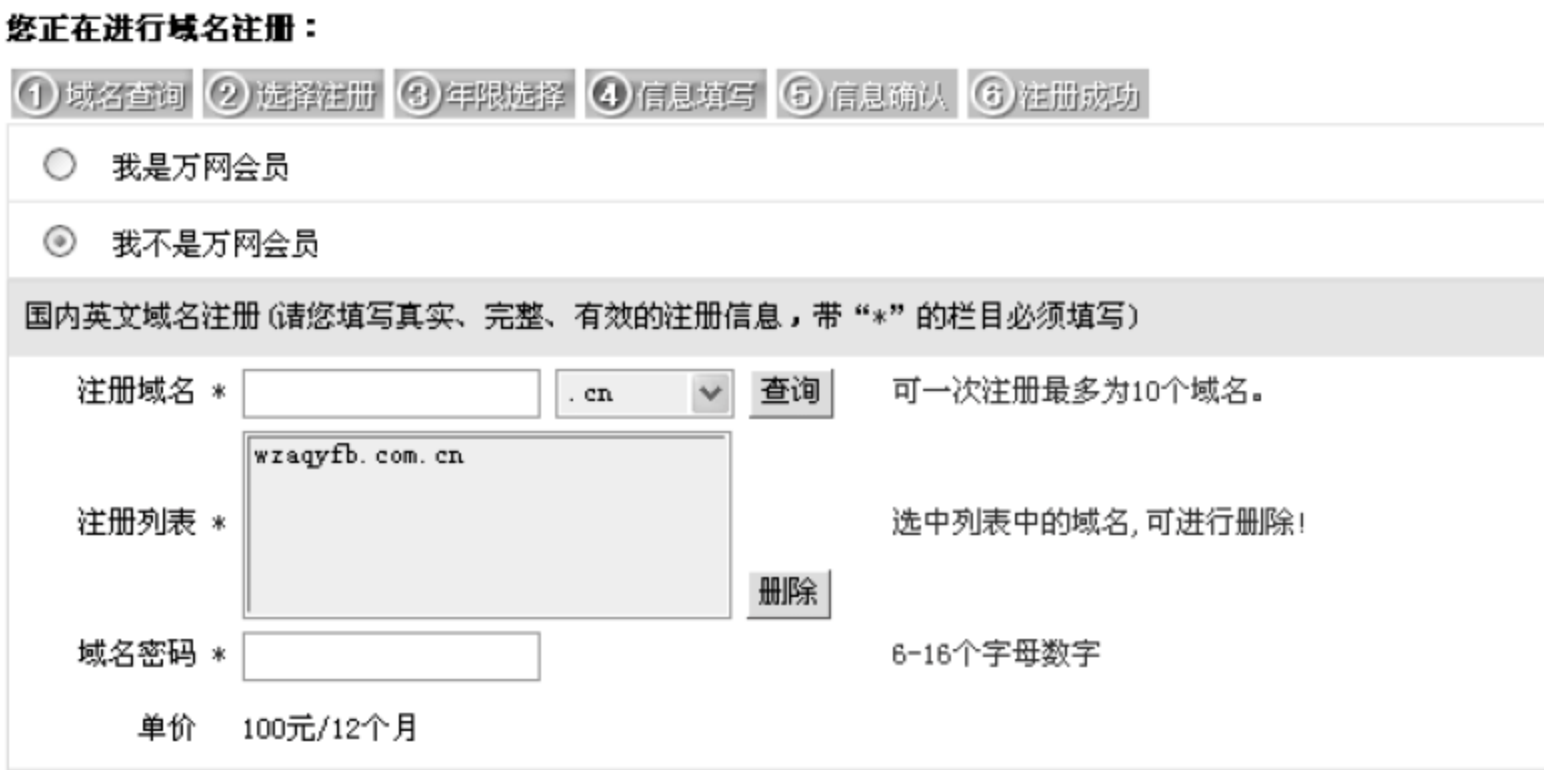 您正在进行域名注册：
①域名查询 ②选择注册 ③年限选择 ④信息填写 ⑤信息确认 ⑥注册成功
我是万网会员
我不是万网会员
国内英文域名注册(请您填写真实、完整、有效的注册信息，带“*”的栏目必须填写)
注册域名 * .cn 查询 可一次注册最多为10个域名。
wzaqyfb.com.cn
注册列表 * 选中列表中的域名,可进行删除!
删除
域名密码 * 6-16个字母数字
单价 100元/12个月